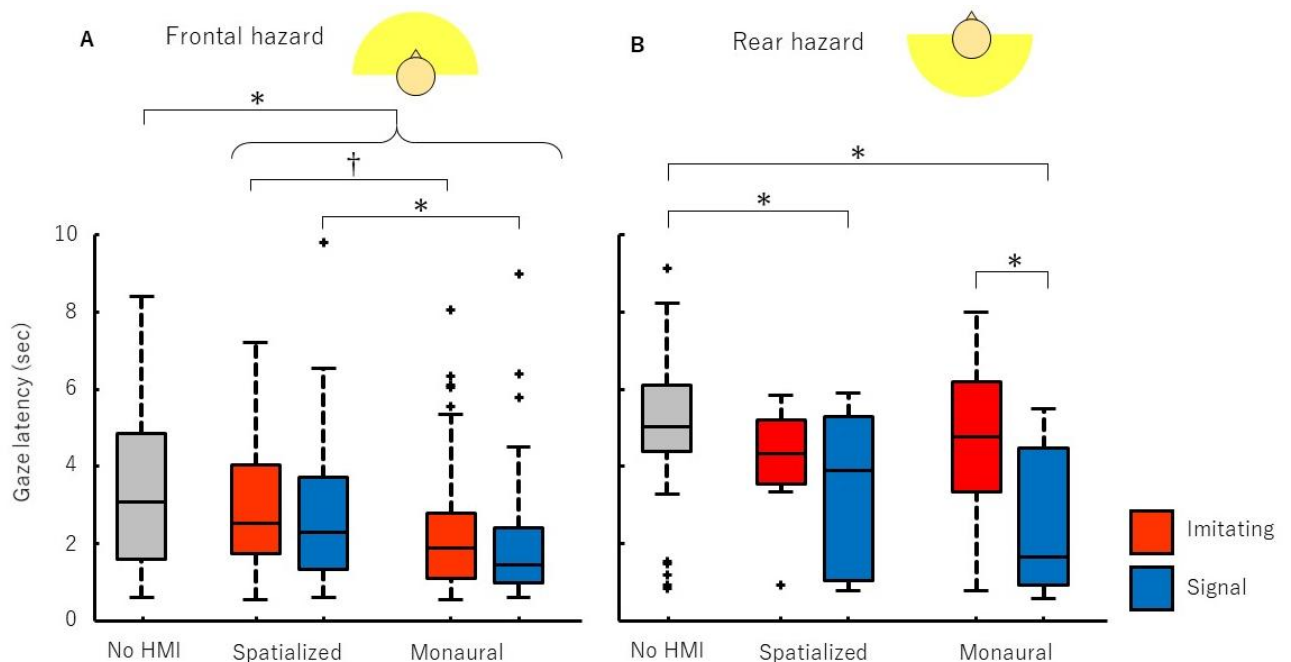 A Frontal hazard
B Rear hazard
*
†
*
*
*
*
Gaze latency (sec)
10
8
6
4
2
0
No HMI Spatialized Monaural
No HMI Spatialized Monaural
Imitating
Signal